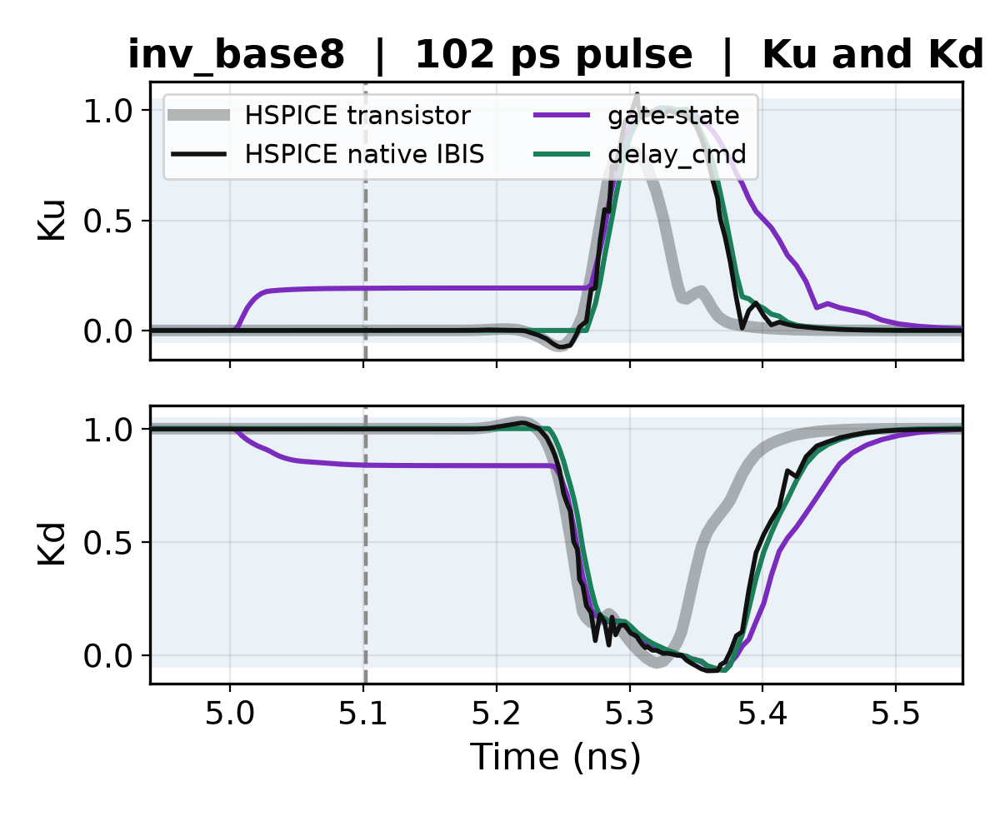 inv_base8 | 102 ps pulse | Ku and Kd
HSPICE transistor
HSPICE native IBIS
gate-state
delay_cmd
Ku
1.0
0.5
0.0
Kd
1.0
0.5
0.0
5.0 5.1 5.2 5.3 5.4 5.5
Time (ns)